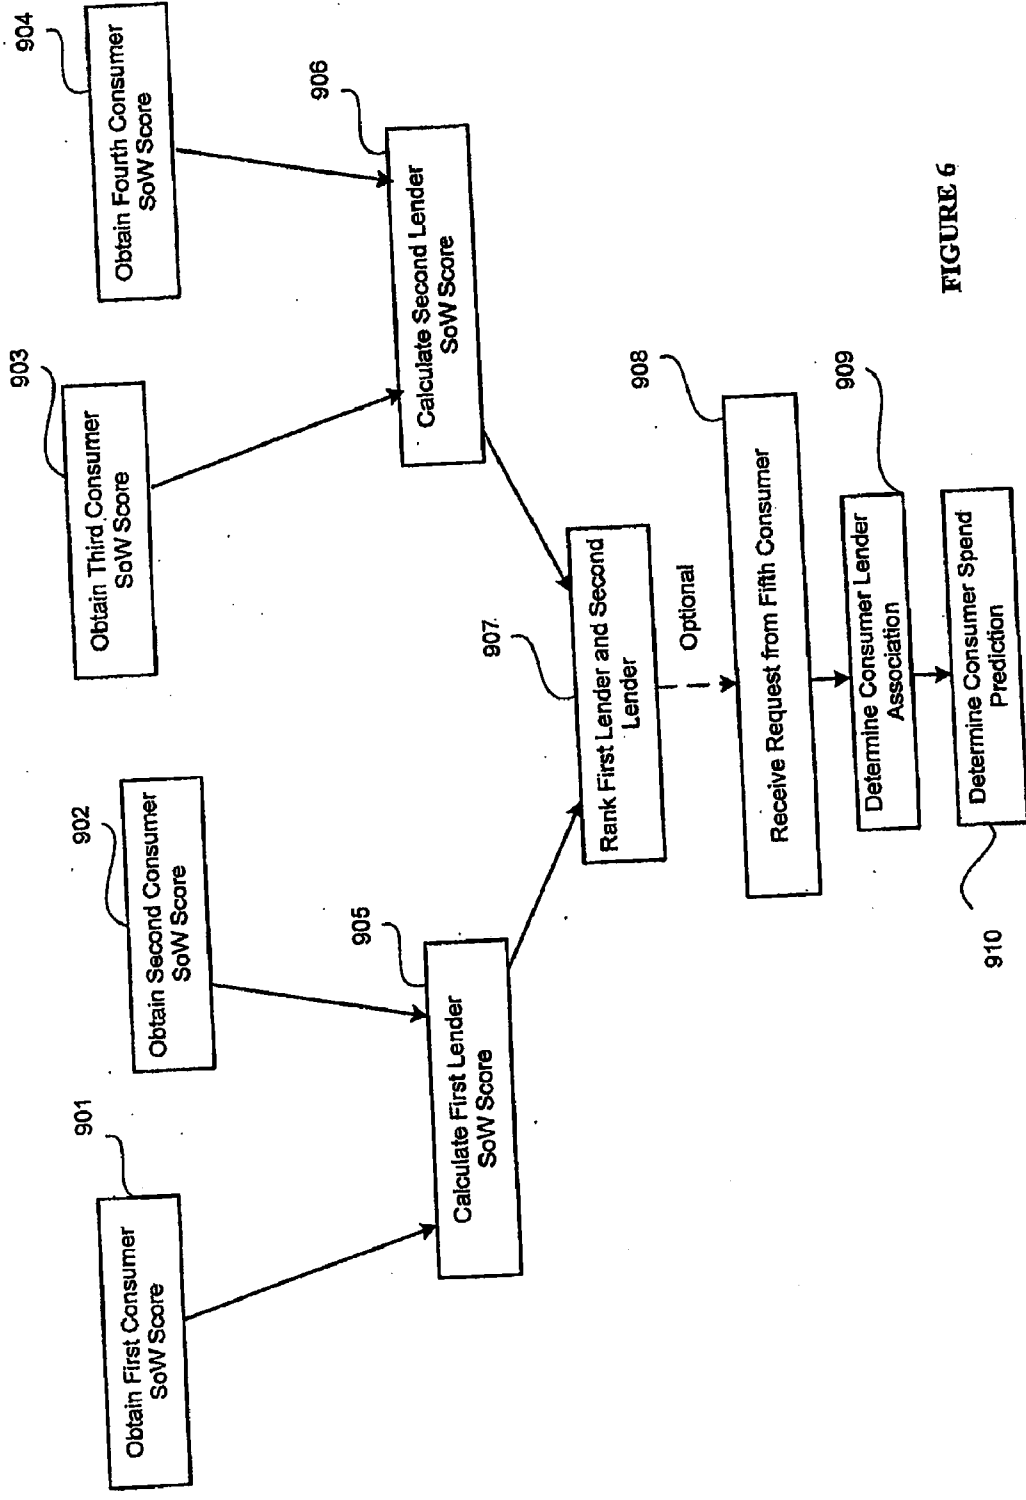 901
Obtain First Consumer
SoW Score
902
Obtain Second Consumer
SoW Score
903
Obtain Third Consumer
SoW Score
904
Obtain Fourth Consumer
SoW Score
905
Calculate First Lender
SoW Score
906
Calculate Second Lender
SoW Score
907
Rank First Lender and Second
Lender
Optional
908
Receive Request from Fifth Consumer
909
Determine Consumer Lender
Association
910
Determine Consumer Spend
Prediction
FIGURE 6